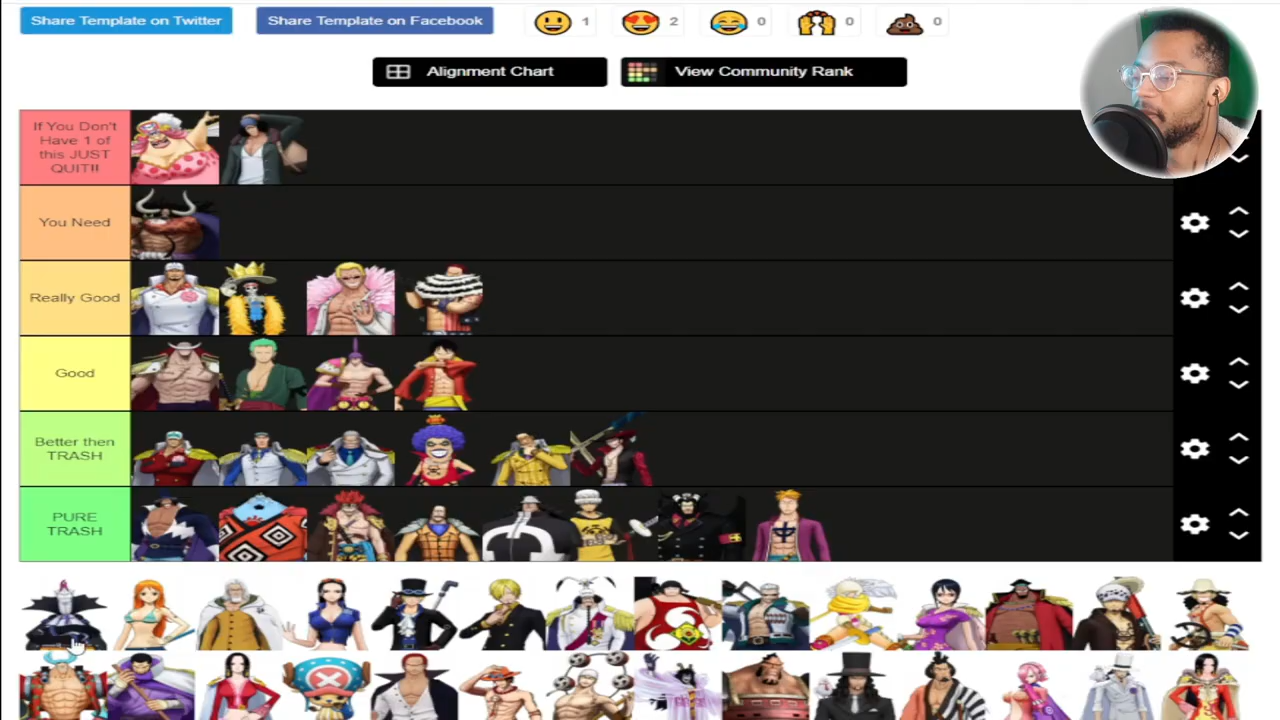 Share Template on Twitter
Share Template on Facebook
1
2
0
0
0
Alignment Chart
View Community Rank
If You Don't
Have 1 of
this JUST
QUIT!!
You Need
Really Good
Good
Better then
TRASH
PURE
TRASH